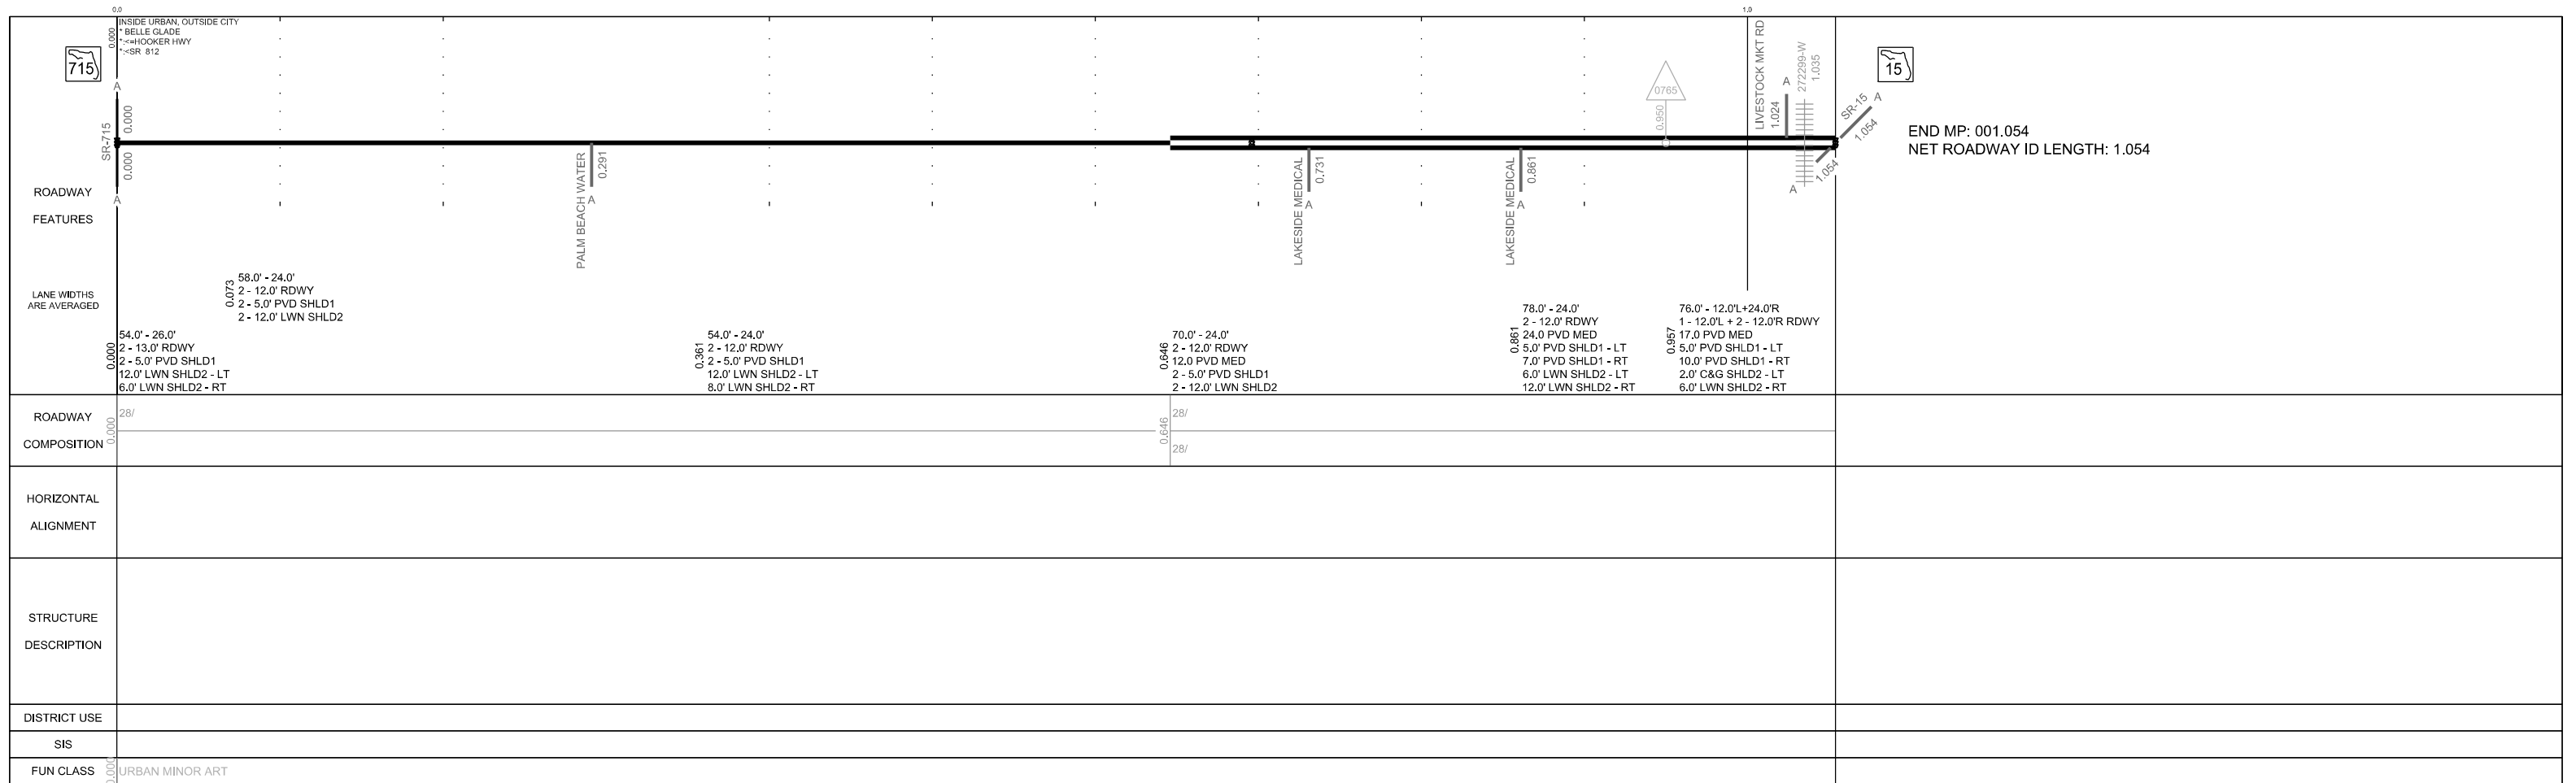 0.0
1.0
0.000
INSIDE URBAN, OUTSIDE CITY
* BELLE GLADE
*:<=HOOKER HWY
*:<SR 812
715
15
A
0.000
SR-715
0.000
A
PALM BEACH WATER
0.291
A
LAKESIDE MEDICAL
0.731
A
LAKESIDE MEDICAL
0.861
A
0765
0.950
LIVESTOCK MKT RD
A
1.024
272299-W
1.035
A
SR-15
A
1.054
1.054
END MP: 001.054
NET ROADWAY ID LENGTH: 1.054
ROADWAY
FEATURES
LANE WIDTHS
ARE AVERAGED
0.000
54.0' - 26.0'
2 - 13.0' RDWY
2 - 5.0' PVD SHLD1
12.0' LWN SHLD2 - LT
6.0' LWN SHLD2 - RT
0.073
58.0' - 24.0'
2 - 12.0' RDWY
2 - 5.0' PVD SHLD1
2 - 12.0' LWN SHLD2
0.361
54.0' - 24.0'
2 - 12.0' RDWY
2 - 5.0' PVD SHLD1
12.0' LWN SHLD2 - LT
8.0' LWN SHLD2 - RT
0.646
70.0' - 24.0'
2 - 12.0' RDWY
12.0 PVD MED
2 - 5.0' PVD SHLD1
2 - 12.0' LWN SHLD2
0.861
78.0' - 24.0'
2 - 12.0' RDWY
24.0 PVD MED
5.0' PVD SHLD1 - LT
7.0' PVD SHLD1 - RT
6.0' LWN SHLD2 - LT
12.0' LWN SHLD2 - RT
0.957
76.0' - 12.0'L+24.0'R
1 - 12.0'L + 2 - 12.0'R RDWY
17.0 PVD MED
5.0' PVD SHLD1 - LT
10.0' PVD SHLD1 - RT
2.0' C&G SHLD2 - LT
6.0' LWN SHLD2 - RT
ROADWAY
COMPOSITION
0.000
28/
0.646
28/
28/
HORIZONTAL
ALIGNMENT
STRUCTURE
DESCRIPTION
DISTRICT USE
SIS
FUN CLASS
0.000
URBAN MINOR ART